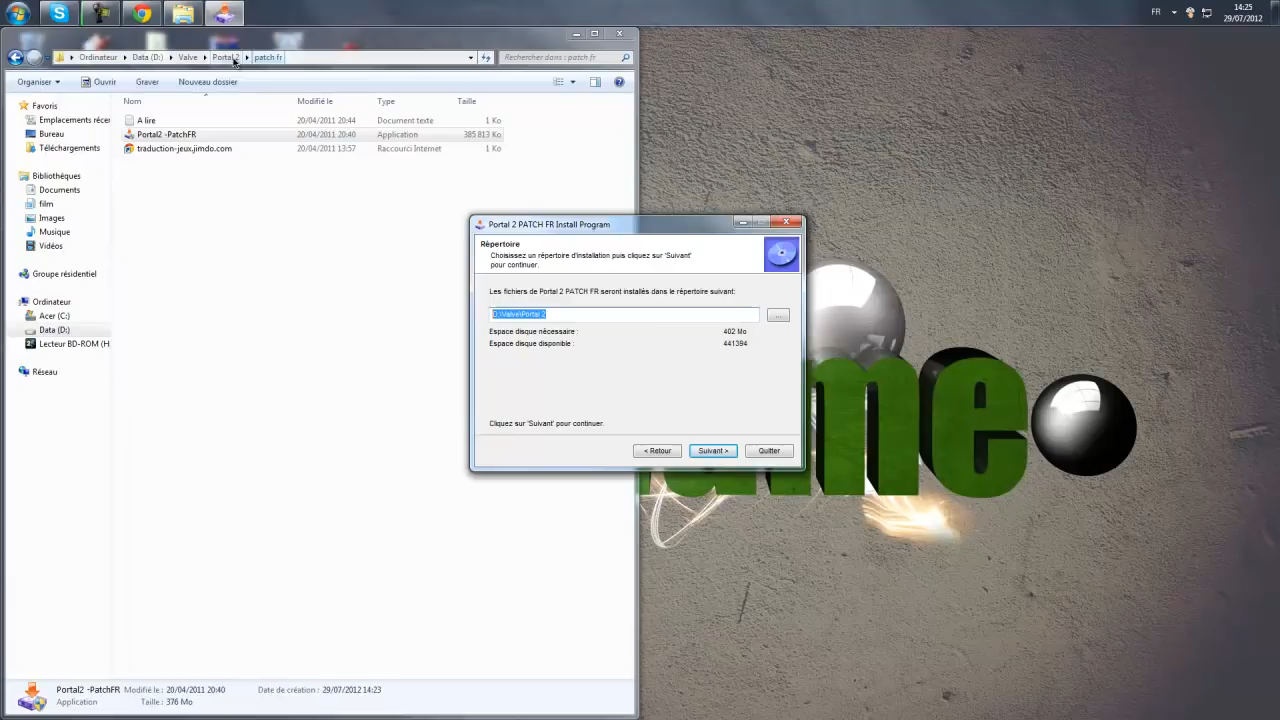 FR
14:25
29/07/2012
Ordinateur
Data (D:)
Valve
Portal 2
patch fr
Rechercher dans : patch fr
Organiser
Ouvrir
Graver
Nouveau dossier
Nom
Modifié le
Type
Taille
A lire
20/04/2011 20:44
Document texte
1 Ko
Portal2 -PatchFR
20/04/2011 20:40
Application
385 813 Ko
traduction-jeux.jimdo.com
20/04/2011 13:57
Raccourci Internet
1 Ko
Favoris
Emplacements récer
Bureau
Téléchargements
Bibliothèques
Documents
film
Images
Musique
Vidéos
Groupe résidentiel
Ordinateur
Acer (C:)
Data (D:)
Lecteur BD-ROM (H
Réseau
Portal 2 PATCH FR Install Program
Rèpertoire
Choisissez un répertoire d'installation puis cliquez sur 'Suivant'
pour continuer.
Les fichiers de Portal 2 PATCH FR seront installés dans le répertoire suivant:
D:\Valve\Portal 2
...
Espace disque nécessaire :
402 Mo
Espace disque disponible :
441394
Cliquez sur 'Suivant' pour continuer.
< Retour
Suivant >
Quitter
me
Portal2 -PatchFR
Modifié le : 20/04/2011 20:40
Date de création : 29/07/2012 14:23
Application
Taille : 376 Mo